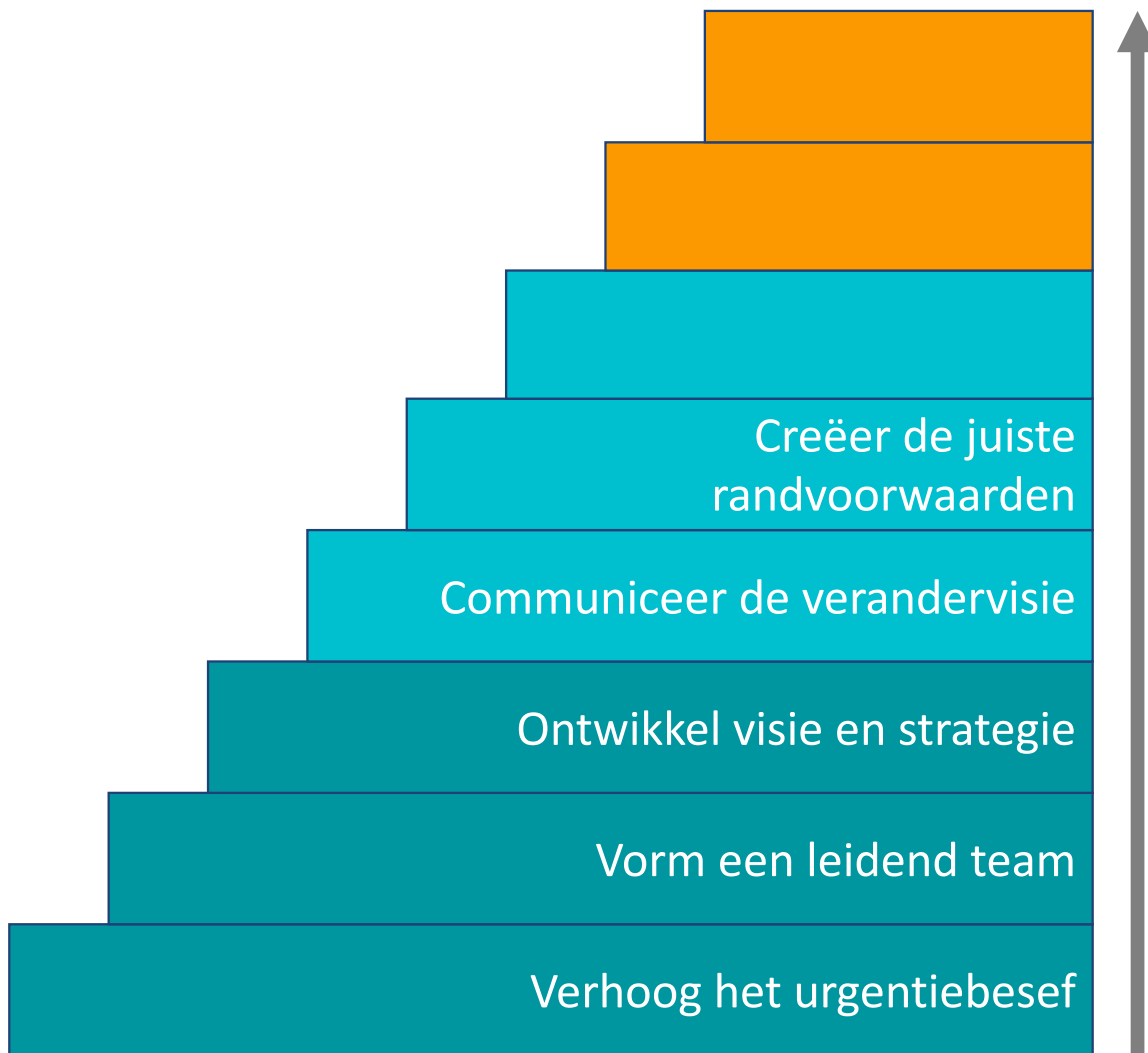 Creëer de juiste
randvoorwaarden
Communiceer de verandervisie
Ontwikkel visie en strategie
Vorm een leidend team
Verhoog het urgentiebesef